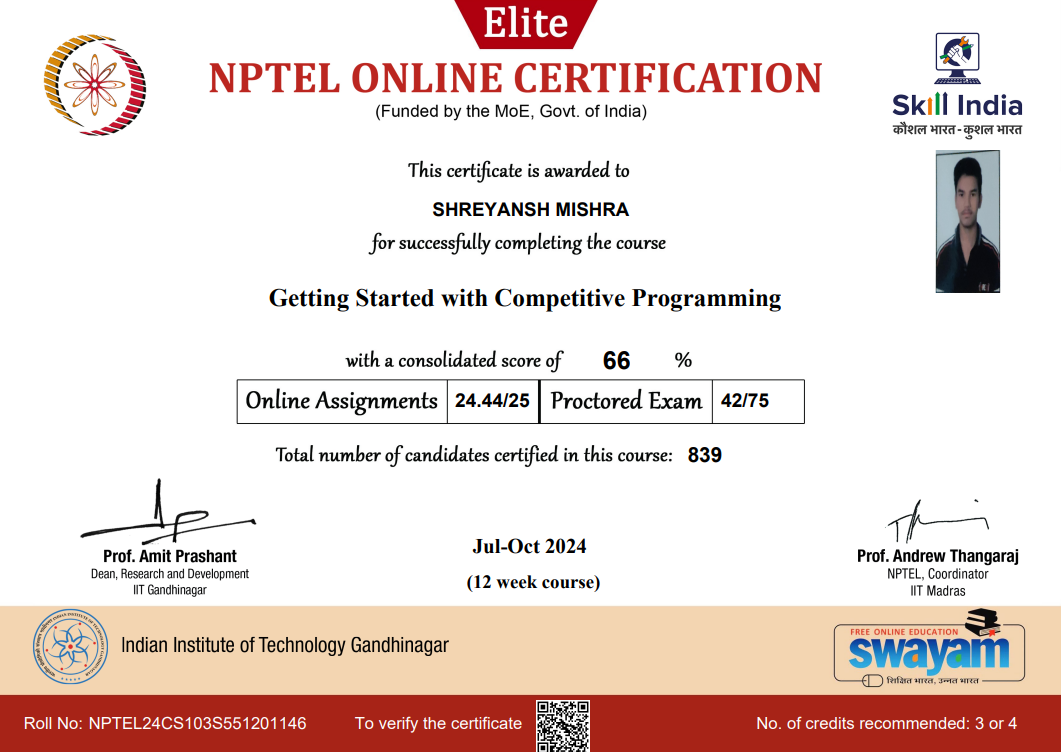 Elite
NPTEL ONLINE CERTIFICATION
(Funded by the MoE, Govt. of India)
Skill India
कौशल भारत - कुशल भारत
This certificate is awarded to
SHREYANSH MISHRA
for successfully completing the course
Getting Started with Competitive Programming
with a consolidated score of 66 %
Online Assignments 24.44/25 Proctored Exam 42/75
Total number of candidates certified in this course: 839
Prof. Amit Prashant
Dean, Research and Development
IIT Gandhinagar
Jul-Oct 2024
(12 week course)
Prof. Andrew Thangaraj
NPTEL, Coordinator
IIT Madras
Indian Institute of Technology Gandhinagar
FREE ONLINE EDUCATION
swayam
शिक्षित भारत, उन्नत भारत
Roll No: NPTEL24CS103S551201146 To verify the certificate No. of credits recommended: 3 or 4